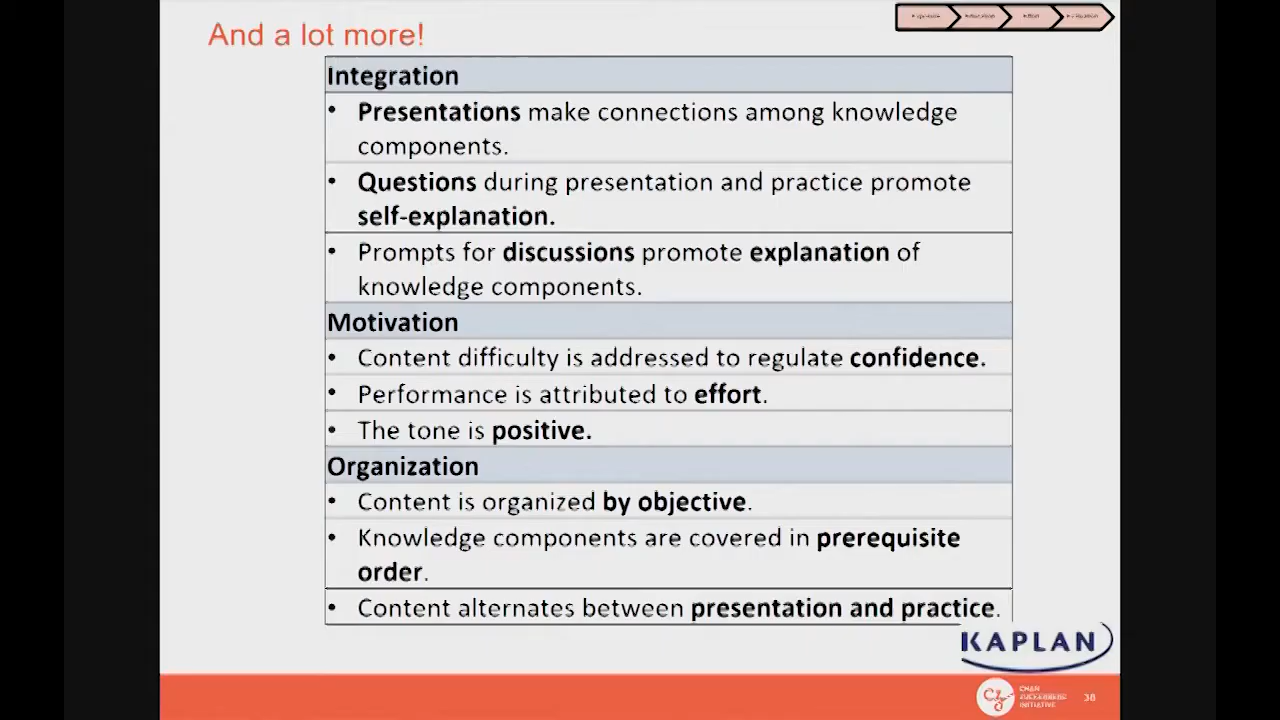 And a lot more!
Integration
• Presentations make connections among knowledge
components.
• Questions during presentation and practice promote
self-explanation.
• Prompts for discussions promote explanation of
knowledge components.
Motivation
• Content difficulty is addressed to regulate confidence.
• Performance is attributed to effort.
• The tone is positive.
Organization
• Content is organized by objective.
• Knowledge components are covered in prerequisite
order.
• Content alternates between presentation and practice.
KAPLAN
CHAN
ZUCKERBERG
INITIATIVE
38